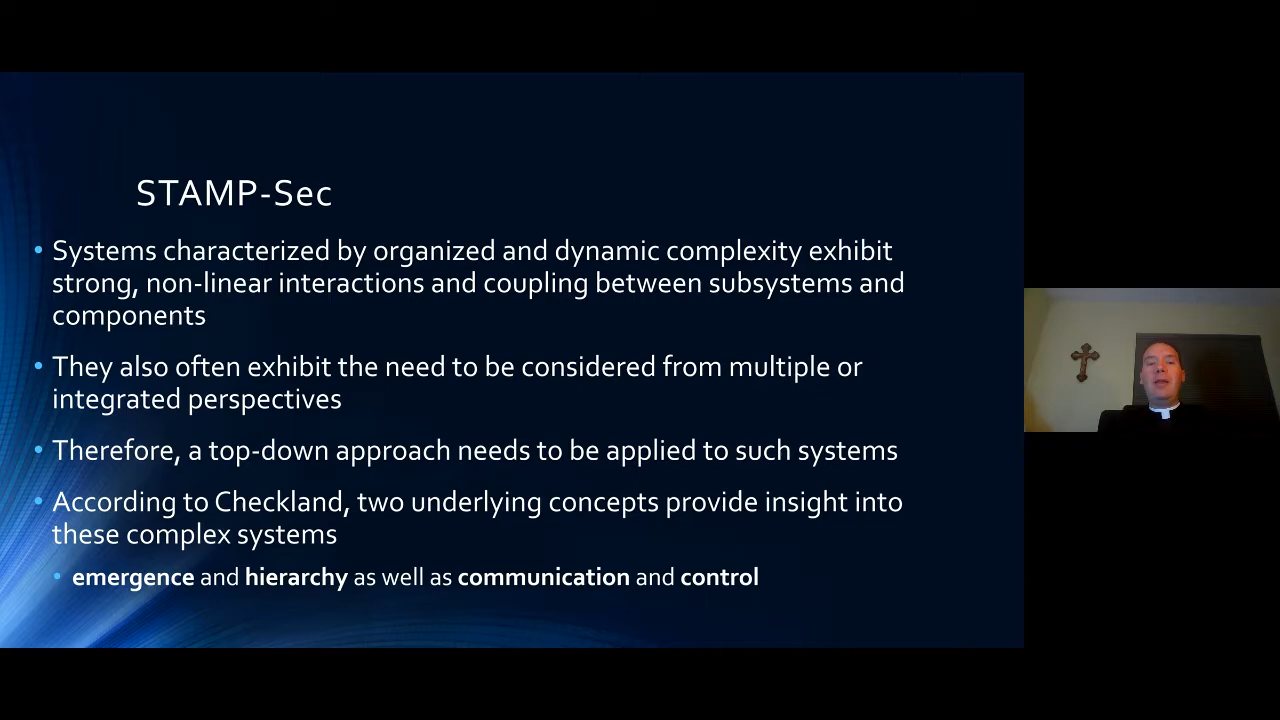 STAMP-Sec
• Systems characterized by organized and dynamic complexity exhibit
strong, non-linear interactions and coupling between subsystems and
components
• They also often exhibit the need to be considered from multiple or
integrated perspectives
• Therefore, a top-down approach needs to be applied to such systems
• According to Checkland, two underlying concepts provide insight into
these complex systems
• emergence and hierarchy as well as communication and control